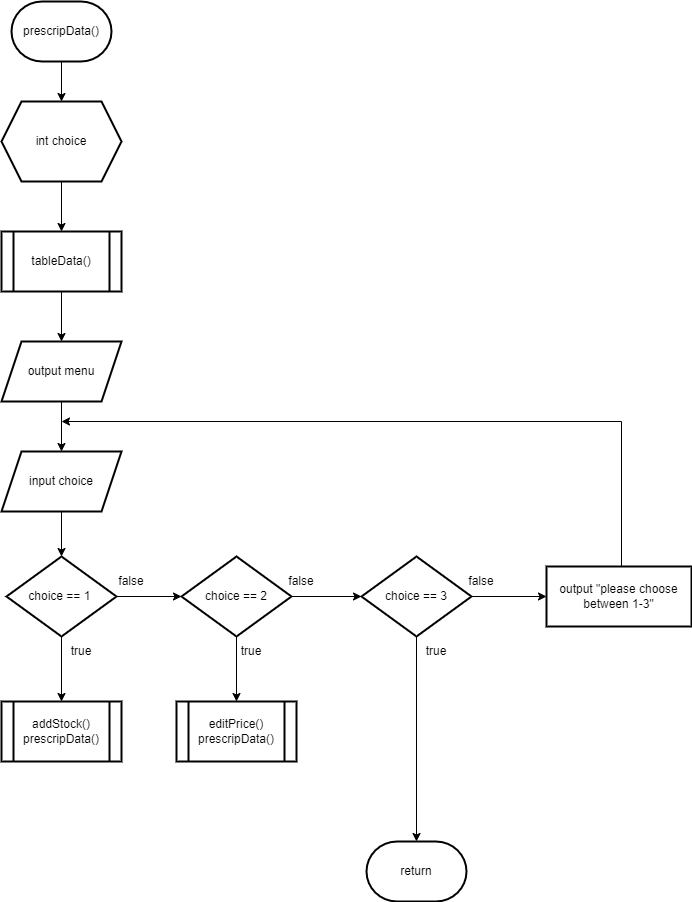 prescripData()
int choice
tableData()
output menu
input choice
choice == 1
false
choice == 2
false
choice == 3
false
output "please choose
between 1-3"
true
true
true
addStock()
prescripData()
editPrice()
prescripData()
return